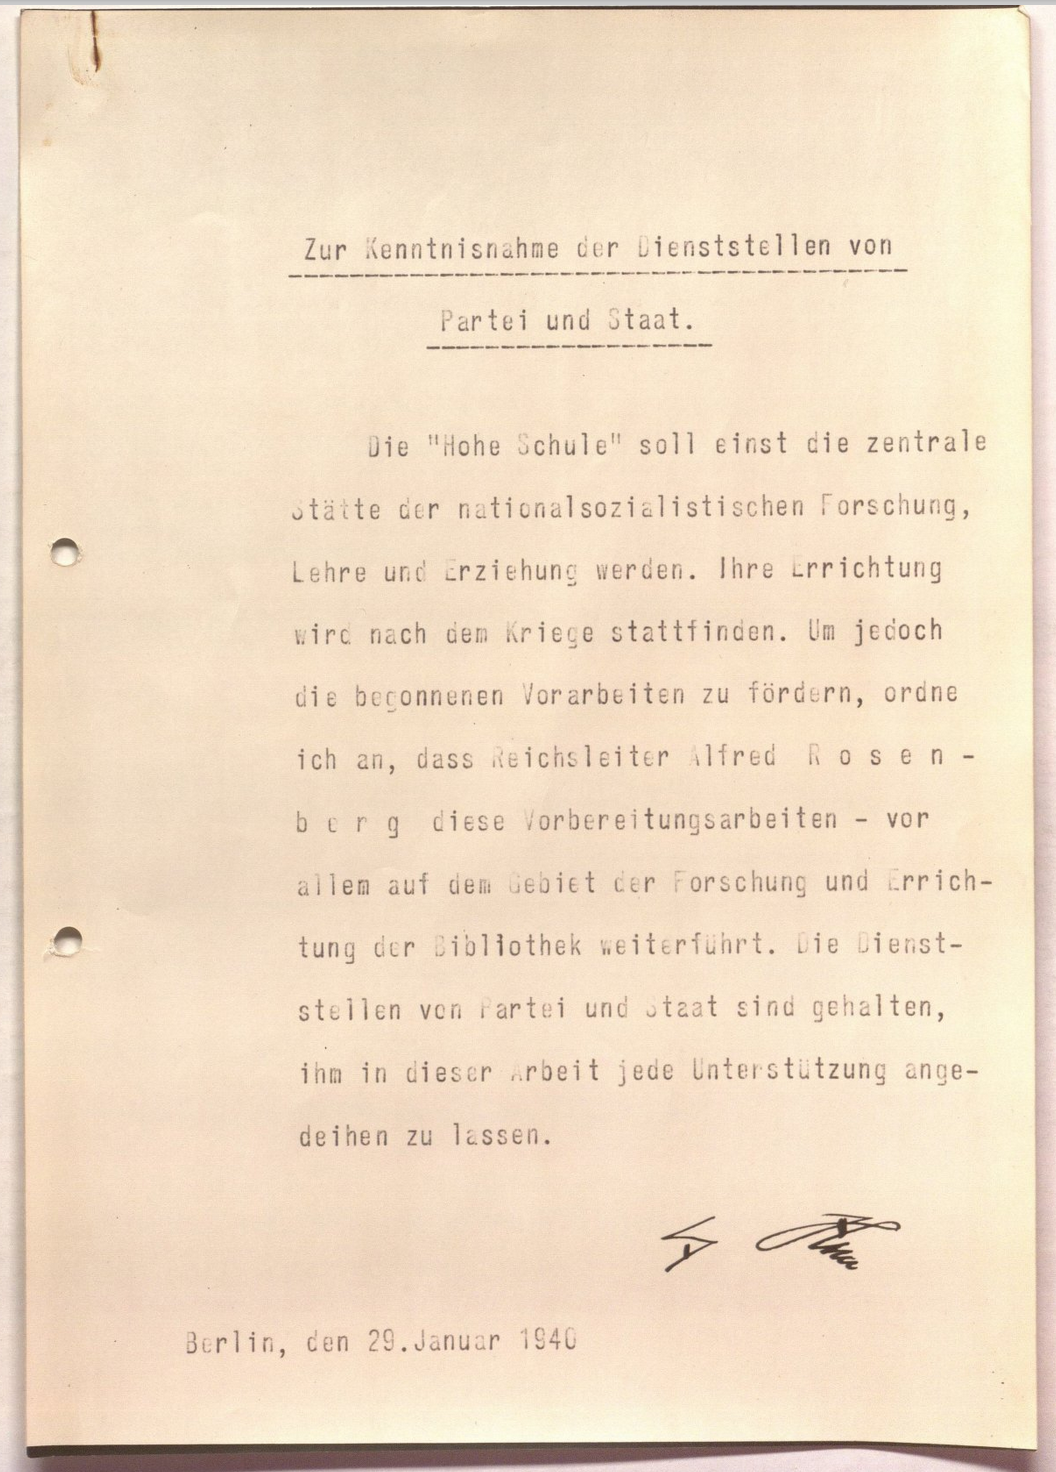 Zur Kenntnisnahme der Dienststellen von
Partei und Staat.
Die "Hohe Schule" soll einst die zentrale
Stätte der nationalsozialistischen Forschung,
Lehre und Erziehung werden. Ihre Errichtung
wird nach dem Kriege stattfinden. Um jedoch
die begonnenen Vorarbeiten zu fördern, ordne
ich an, dass Reichsleiter Alfred R o s e n -
b e r g diese Vorbereitungsarbeiten - vor
allem auf dem Gebiet der Forschung und Errich-
tung der Bibliothek weiterführt. Die Dienst-
stellen von Partei und Staat sind gehalten,
ihm in dieser Arbeit jede Unterstützung ange-
deihen zu lassen.
Berlin, den 29.Januar 1940